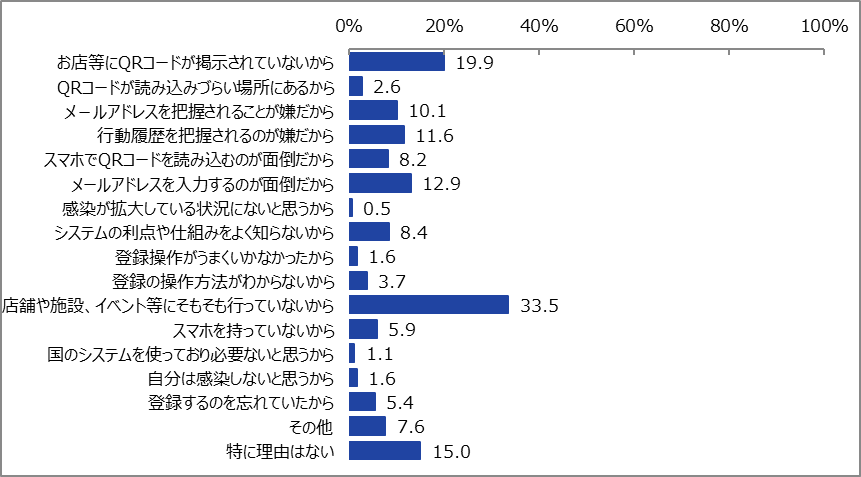 0% 20% 40% 60% 80% 100%
お店等にQRコードが掲示されていないから 19.9
QRコードが読み込みづらい場所にあるから 2.6
メールアドレスを把握されることが嫌だから 10.1
行動履歴を把握されるのが嫌だから 11.6
スマホでQRコードを読み込むのが面倒だから 8.2
メールアドレスを入力するのが面倒だから 12.9
感染が拡大している状況にないと思うから 0.5
システムの利点や仕組みをよく知らないから 8.4
登録操作がうまくいかなかったから 1.6
登録の操作方法がわからないから 3.7
店舗や施設、イベント等にそもそも行っていないから 33.5
スマホを持っていないから 5.9
国のシステムを使っており必要ないと思うから 1.1
自分は感染しないと思うから 1.6
登録するのを忘れていたから 5.4
その他 7.6
特に理由はない 15.0